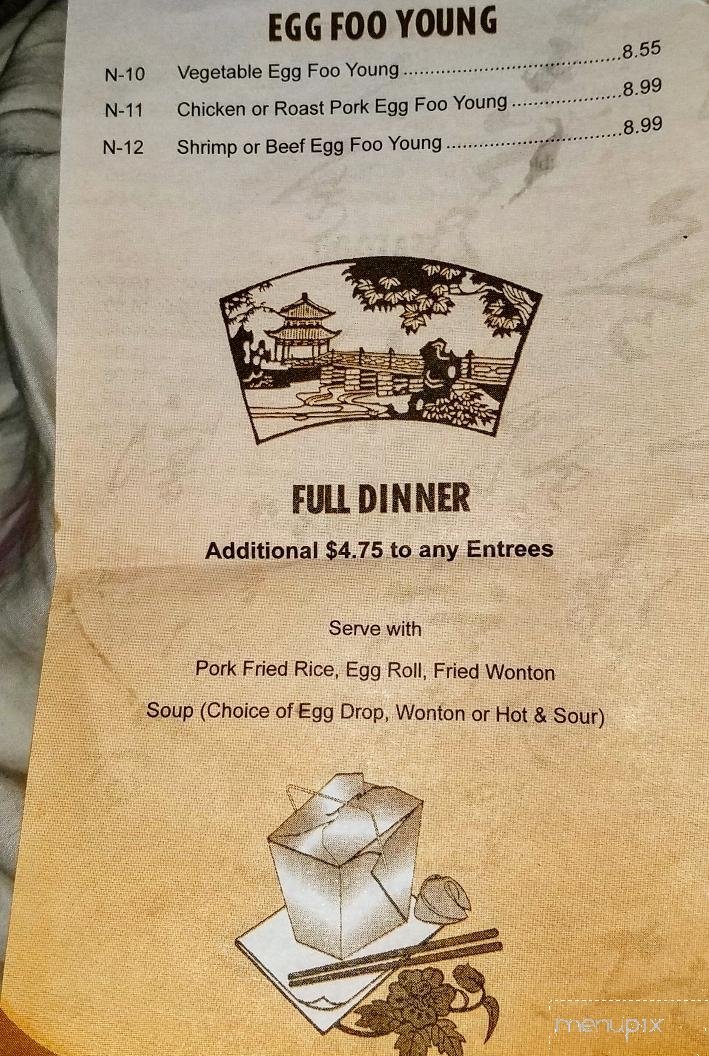 EGG FOO YOUNG
N-10 Vegetable Egg Foo Young ........................................8.55
N-11 Chicken or Roast Pork Egg Foo Young ....................8.99
N-12 Shrimp or Beef Egg Foo Young ................................8.99
FULL DINNER
Additional $4.75 to any Entrees
Serve with
Pork Fried Rice, Egg Roll, Fried Wonton
Soup (Choice of Egg Drop, Wonton or Hot & Sour)
menupix